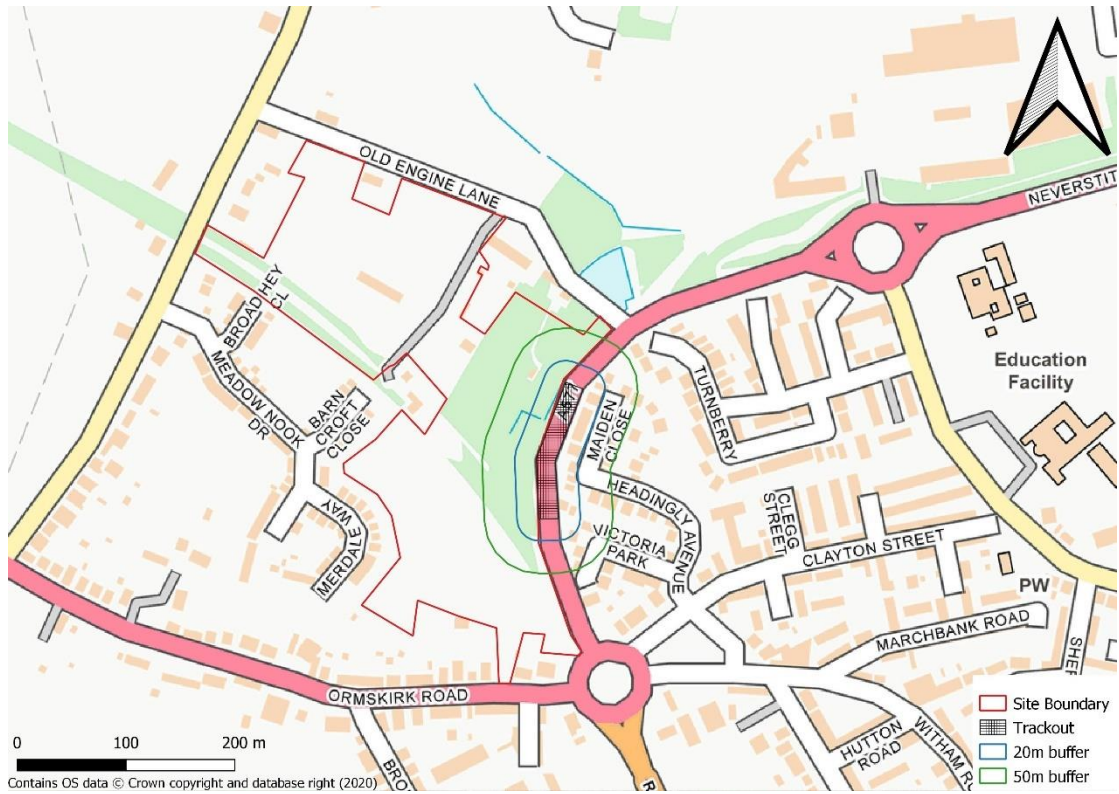 OLD ENGINE LANE
NEVERSTIT
BROAD HEY
CL
MEADOW NOOK
DR
BARN
CROFT
CLOSE
MERDALE WAY
A577
MAIDEN
CLOSE
TURNBERRY
HEADINGLY AVENUE
VICTORIA
PARK
CLEGG
STREET
CLAYTON STREET
Education
Facility
PW
MARCHBANK ROAD
SHEF
ORMSKIRK ROAD
BRO
HUTTON
ROAD
WITHAM RO
R
0 100 200 m
Contains OS data © Crown copyright and database right (2020)
Site Boundary
Trackout
20m buffer
50m buffer